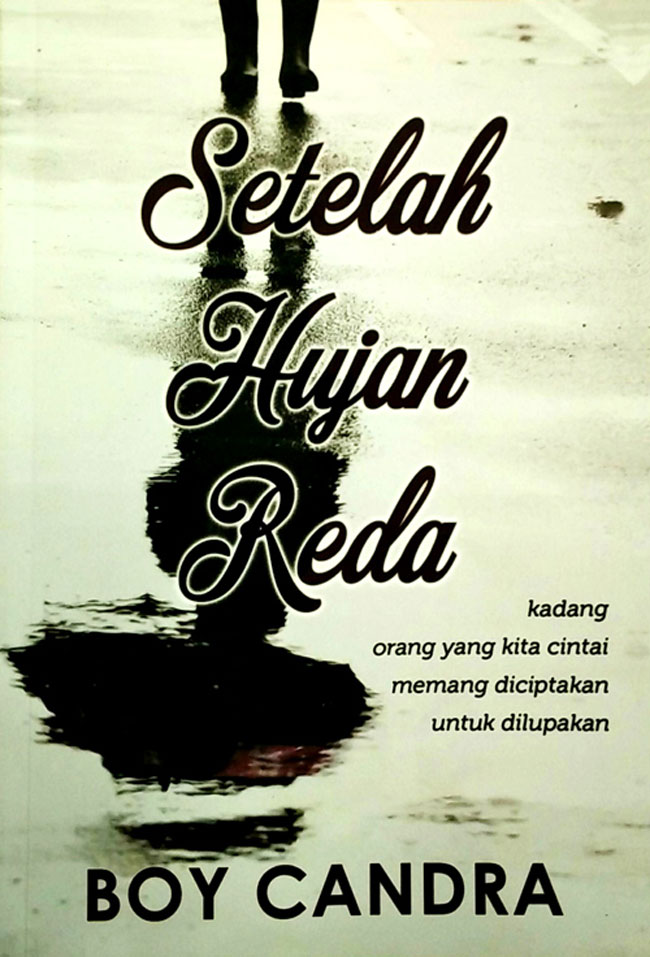 Setelah
Hujan
Reda
kadang
orang yang kita cintai
memang diciptakan
untuk dilupakan
BOY CANDRA